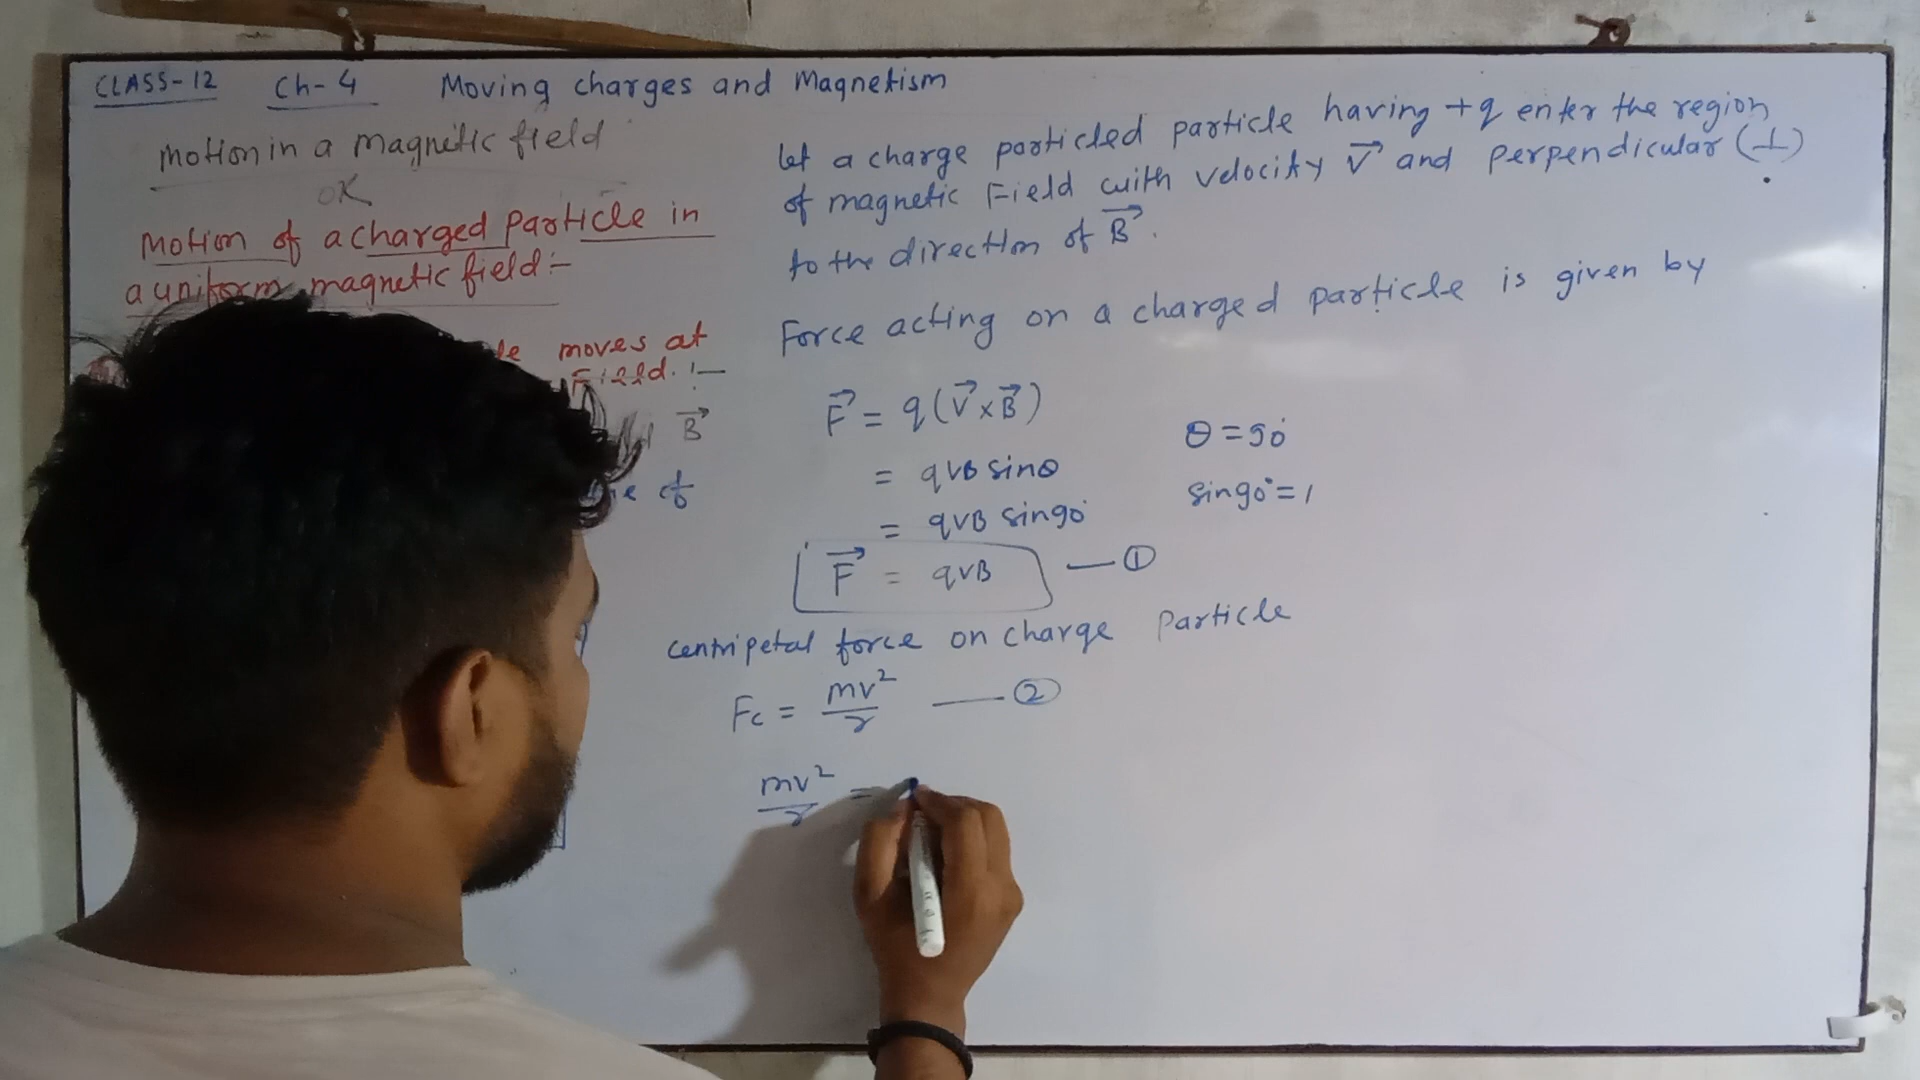 CLASS-12 Ch-4 Moving charges and Magnetism
Motion in a magnetic field
OR
Motion of a charged particle in
a uniform magnetic field:-
moves at
Field. :-
B⃗
of
let a charge particled particle having +q enter the region
of magnetic Field with velocity V⃗ and perpendicular (⊥)
to the direction of B⃗.
Force acting on a charged particle is given by
F⃗ = q(V⃗×B⃗)
= qVB sinθ
= qVB sin90°
F⃗ = qVB —①
θ = 90°
sin90° = 1
centripetal force on charge particle
Fc = mv²/r —②
mv²/r =